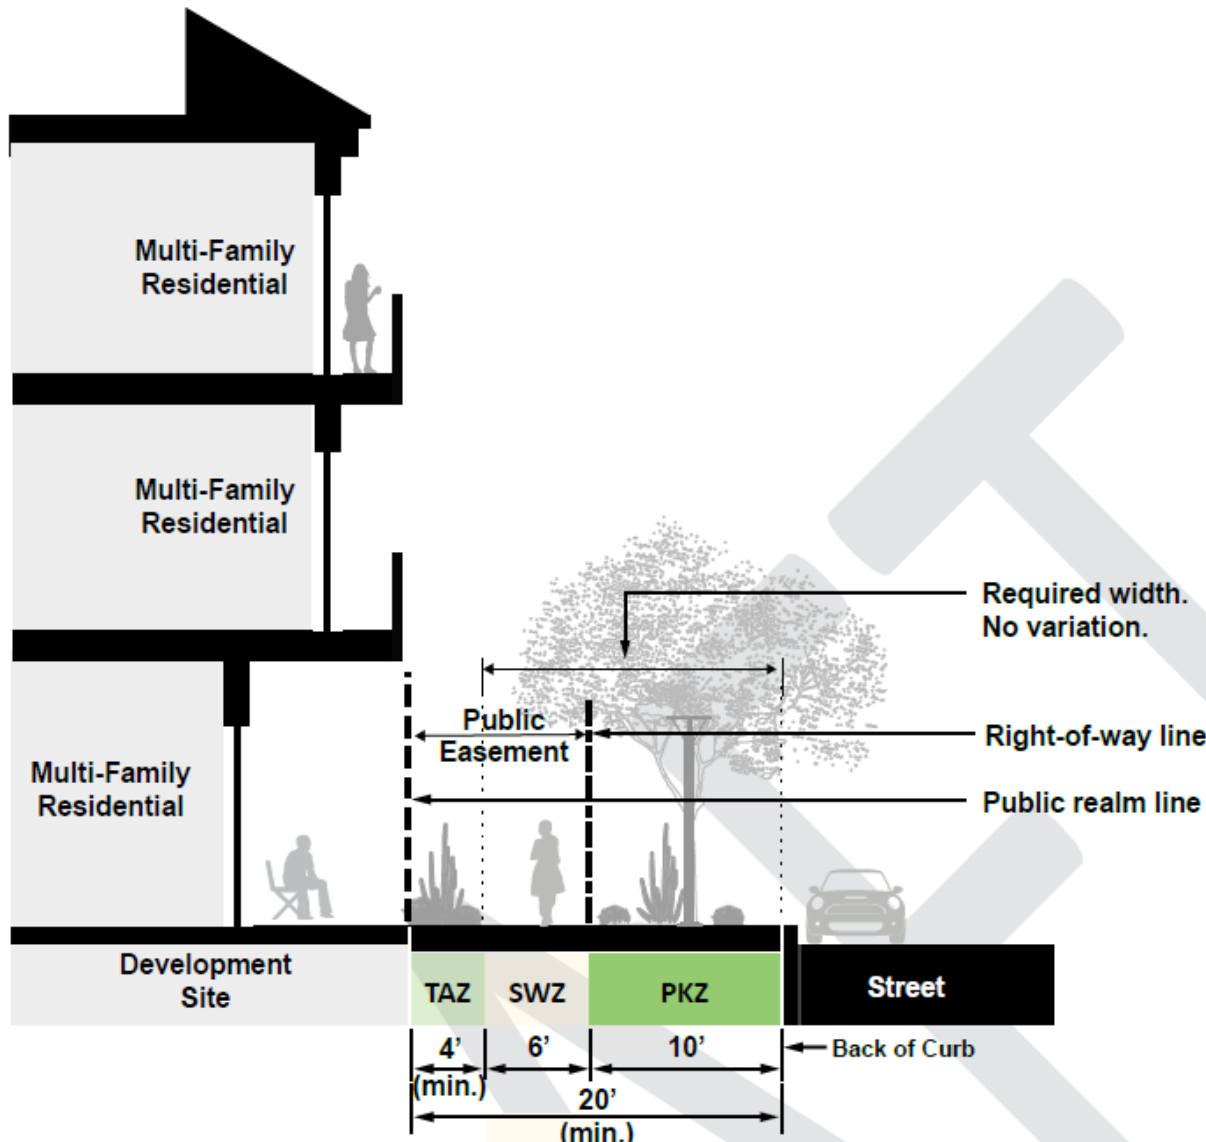 Multi-Family
Residential
Multi-Family
Residential
Required width.
No variation.
Public
Easement
Right-of-way line
Multi-Family
Residential
Public realm line
Development
Site
TAZ
SWZ
PKZ
Street
4’
(min.)
6’
10’
Back of Curb
20’
(min.)